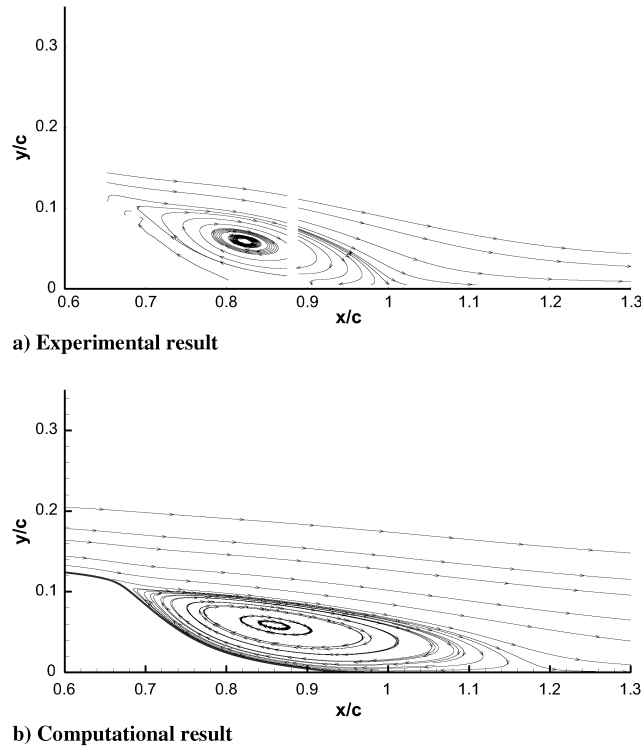 0.3
0.2
0.1
0
y/c
0.6 0.7 0.8 0.9 1 1.1 1.2 1.3
x/c
a) Experimental result
0.3
0.2
0.1
0
y/c
0.6 0.7 0.8 0.9 1 1.1 1.2 1.3
x/c
b) Computational result